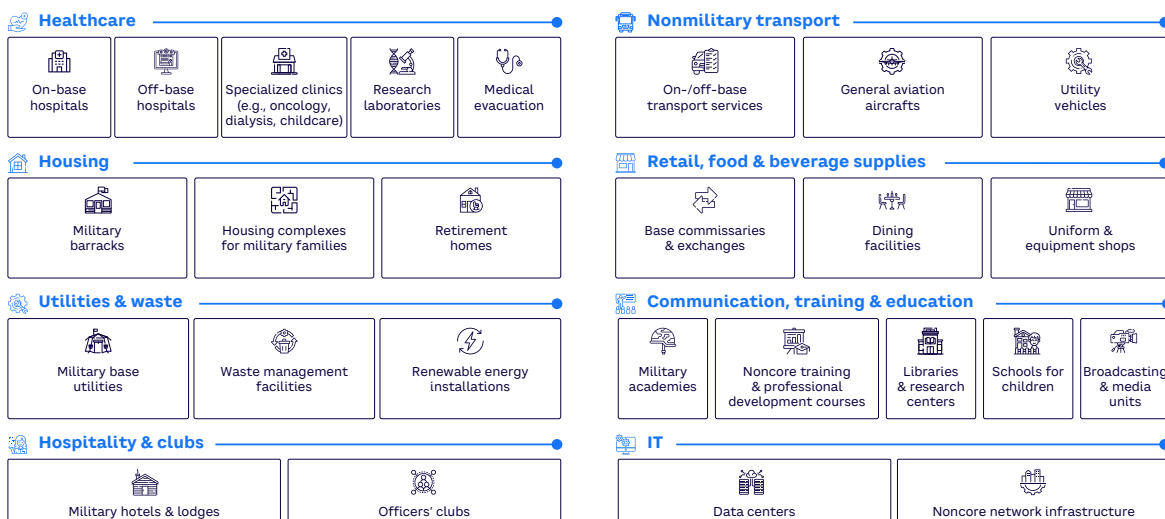 Healthcare
On-base
hospitals
Off-base
hospitals
Specialized clinics
(e.g., oncology,
dialysis, childcare)
Research
laboratories
Medical
evacuation
Nonmilitary transport
On-/off-base
transport services
General aviation
aircrafts
Utility
vehicles
Housing
Military
barracks
Housing complexes
for military families
Retirement
homes
Retail, food & beverage supplies
Base commissaries
& exchanges
Dining
facilities
Uniform &
equipment shops
Utilities & waste
Military base
utilities
Waste management
facilities
Renewable energy
installations
Communication, training & education
Military
academies
Noncore training
& professional
development courses
Libraries
& research
centers
Schools for
children
Broadcasting
& media
units
Hospitality & clubs
Military hotels & lodges
Officers’ clubs
IT
Data centers
Noncore network infrastructure